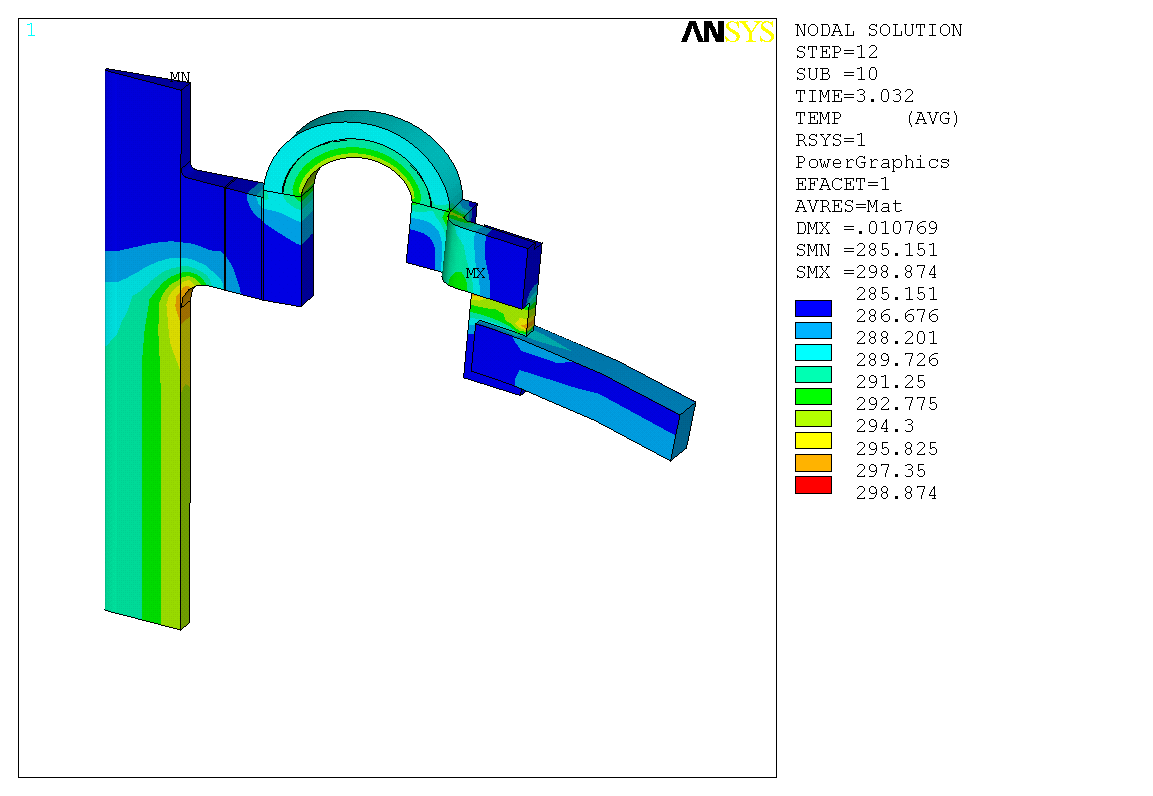 1
ANSYS
MN
MX
NODAL SOLUTION
STEP=12
SUB =10
TIME=3.032
TEMP (AVG)
RSYS=1
PowerGraphics
EFACET=1
AVRES=Mat
DMX =.010769
SMN =285.151
SMX =298.874
285.151
286.676
288.201
289.726
291.25
292.775
294.3
295.825
297.35
298.874